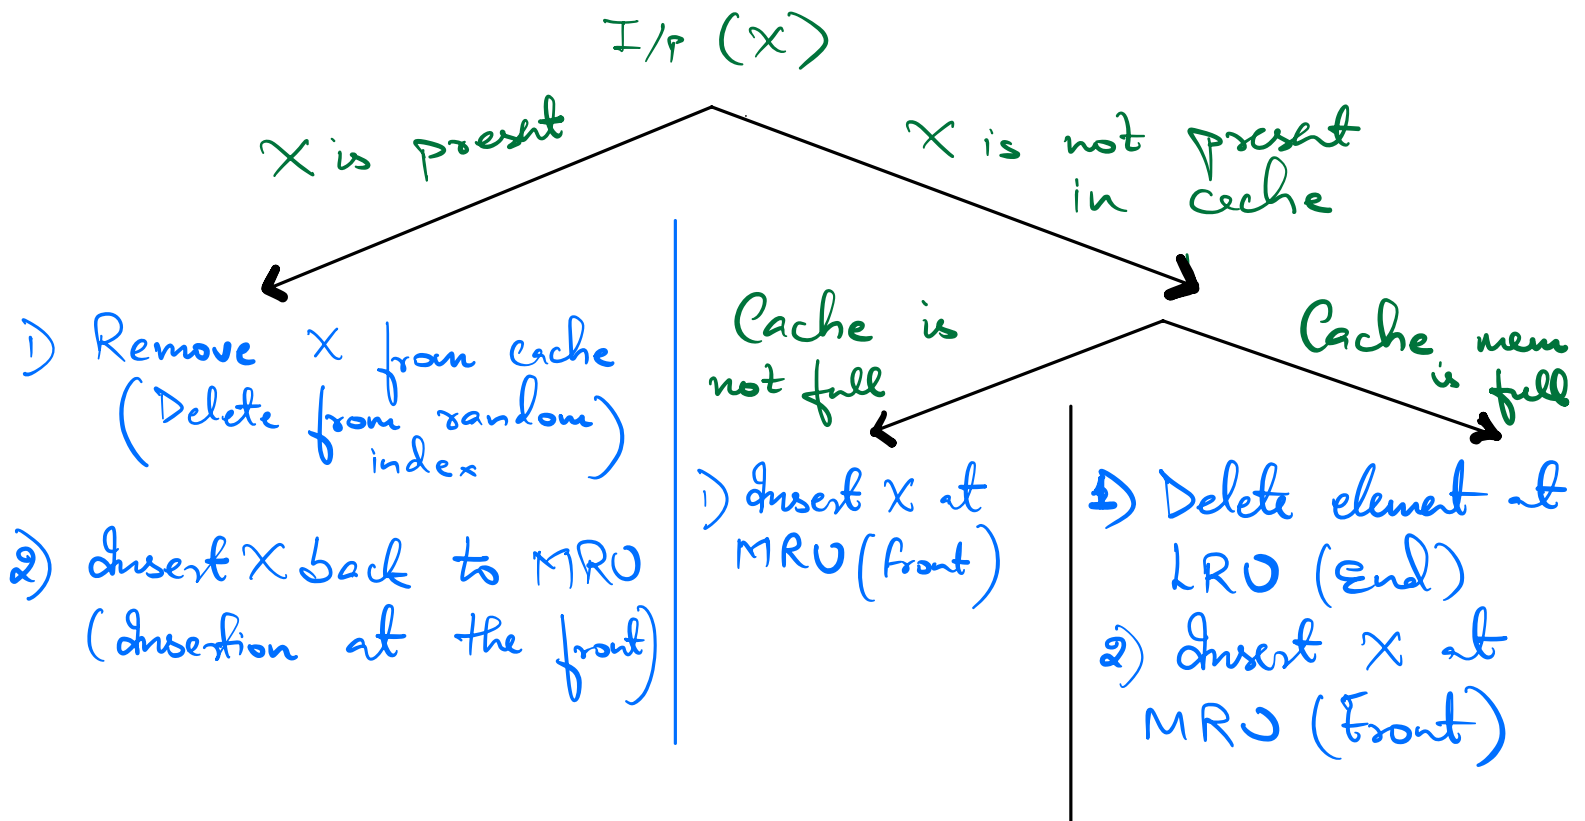 I/P (X)
X is present
X is not present
in cache
1) Remove X from cache
(Delete from random
index)
2) Insert X back to MRU
(Insertion at the front)
Cache is
not full
1) Insert X at
MRU (front)
Cache mem
is full
1) Delete element at
LRU (End)
2) Insert X at
MRU (Front)